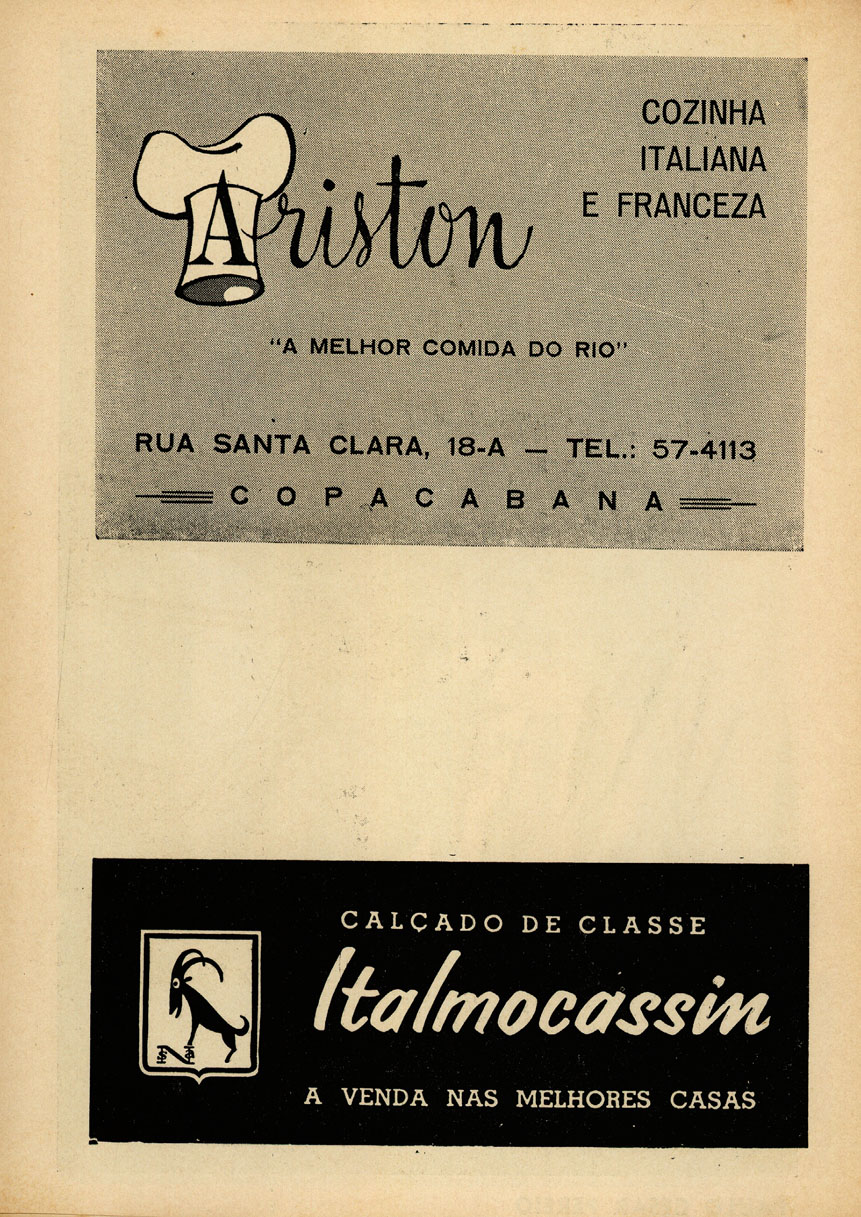 Ariston
COZINHA
ITALIANA
E FRANCEZA
"A MELHOR COMIDA DO RIO"
RUA SANTA CLARA, 18-A — TEL.: 57-4113
COPACABANA
CALÇADO DE CLASSE
Italmocassin
A VENDA NAS MELHORES CASAS